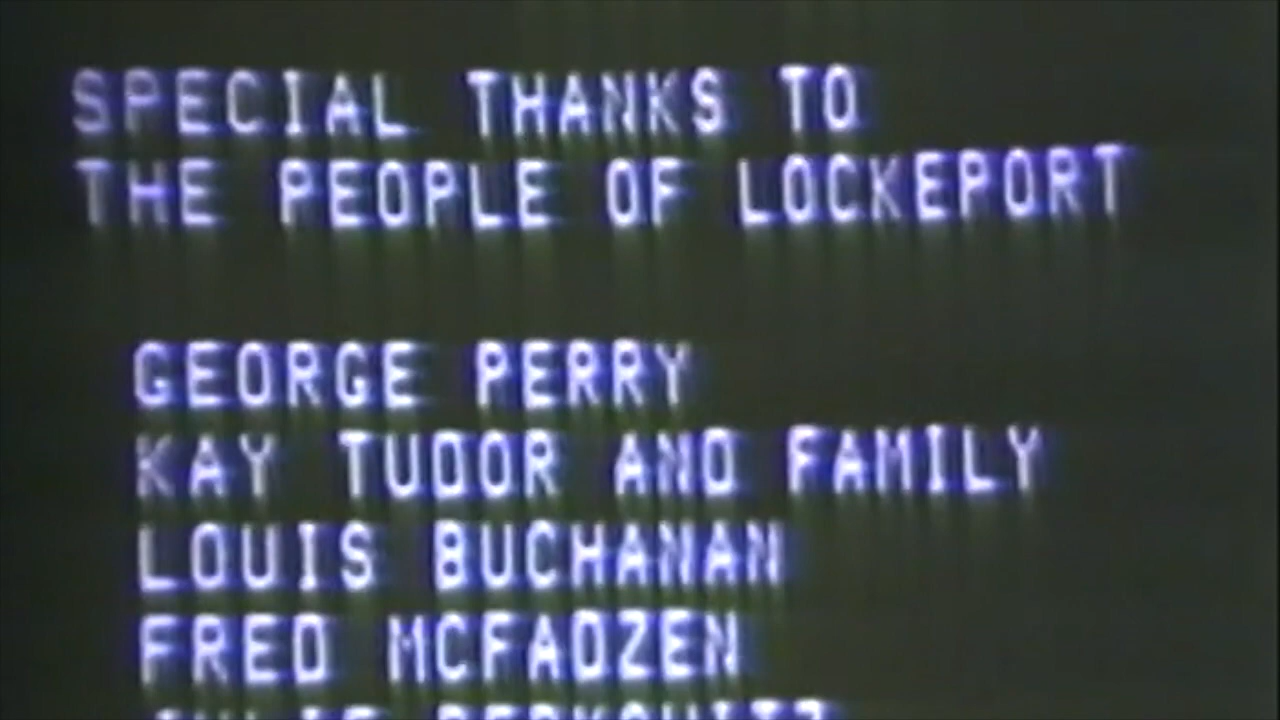 SPECIAL THANKS TO
THE PEOPLE OF LOCKEPORT
GEORGE PERRY
KAY TUDOR AND FAMILY
LOUIS BUCHANAN
FRED MCFADZEN